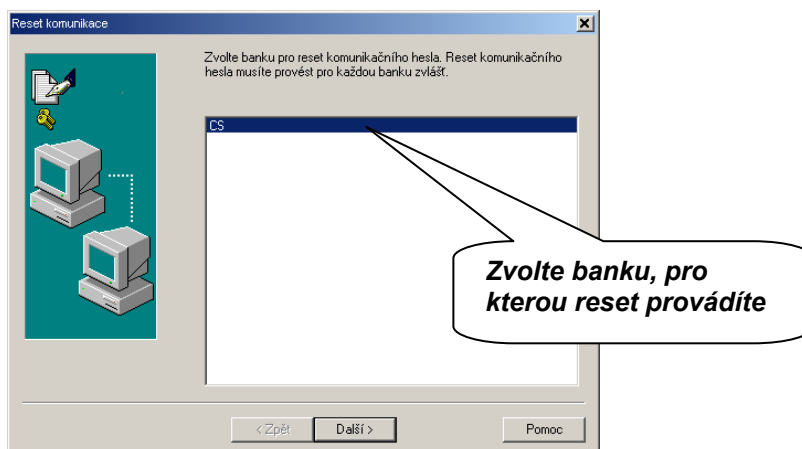 Reset komunikace
Zvolte banku pro reset komunikačního hesla. Reset komunikačního
hesla musíte provést pro každou banku zvlášť.
CS
Zvolte banku, pro
kterou reset provádíte
< Zpět
Další >
Pomoc